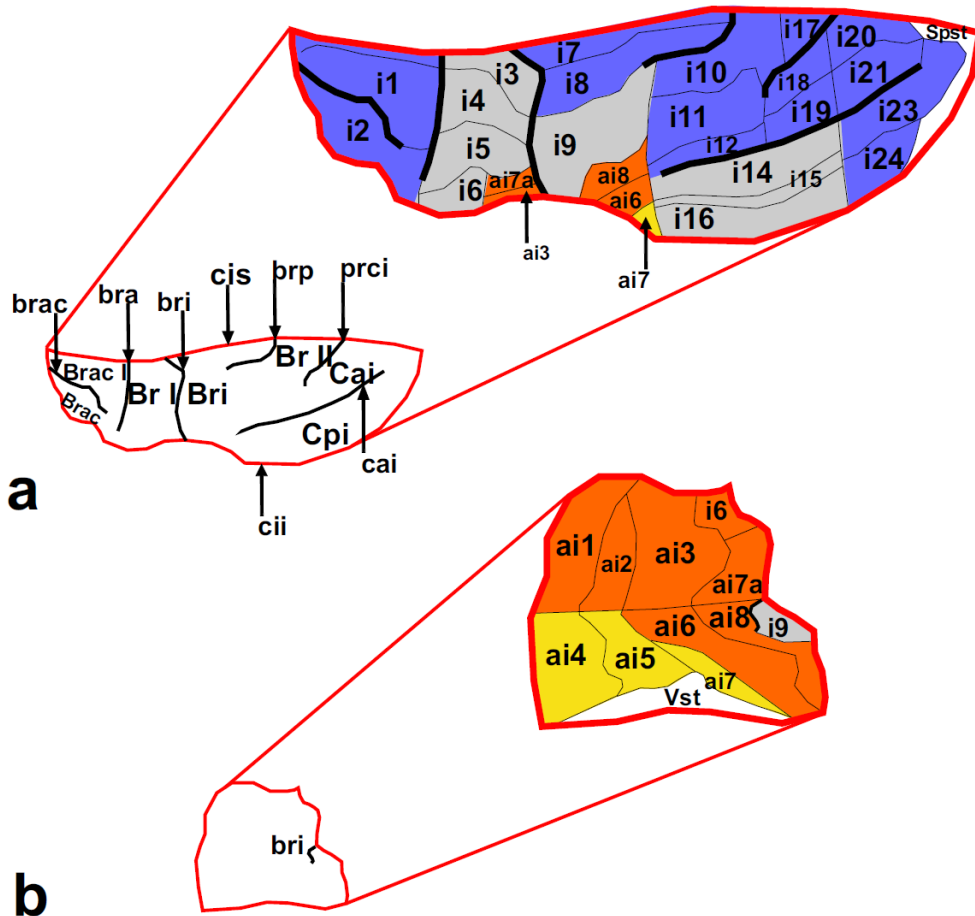 i17
i20
Spst
i7
i3
i1
i8
i10
i18
i21
i4
i2
i11
i19
i23
i5
i9
i12
i24
i14
i6
ai7a
ai8
i15
ai6
i16
ai3
ai7
cis
brp
prci
brac
bra
bri
Br II
Brac I
Br I
Bri
Cai
Brac
Cpi
cai
a
cii
i6
ai1
ai2
ai3
ai7a
ai8
i9
ai6
ai4
ai5
ai7
Vst
bri
b